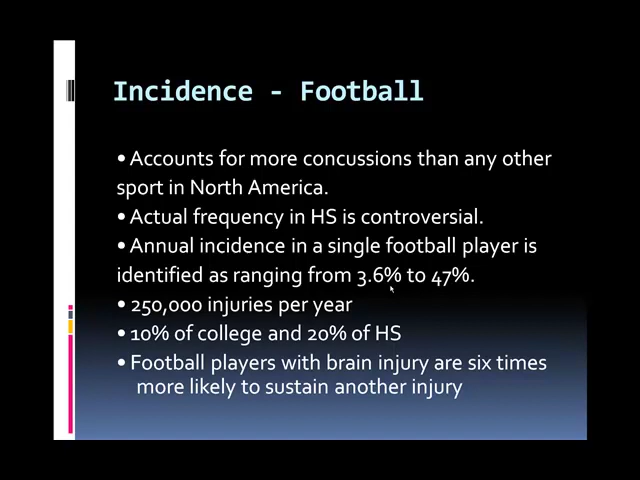 Incidence - Football
• Accounts for more concussions than any other
sport in North America.
• Actual frequency in HS is controversial.
• Annual incidence in a single football player is
identified as ranging from 3.6% to 47%.
• 250,000 injuries per year
• 10% of college and 20% of HS
• Football players with brain injury are six times
more likely to sustain another injury